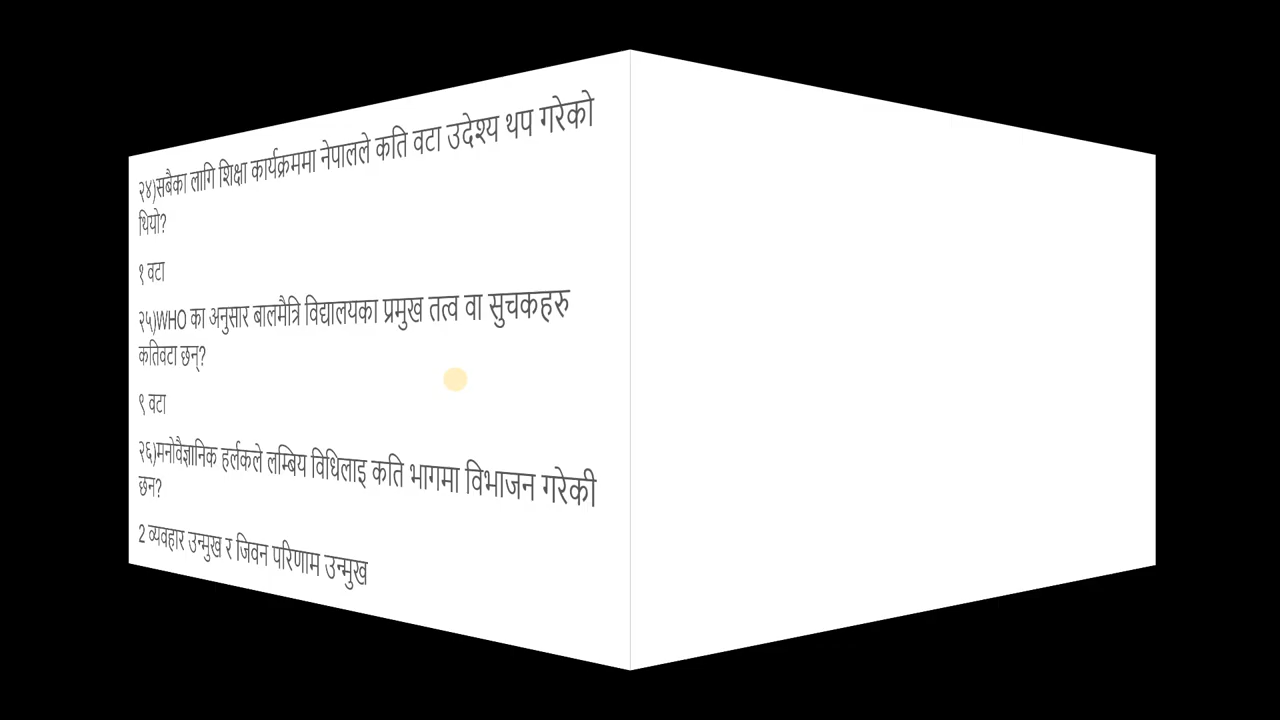 २४)सबैका लागि शिक्षा कार्यक्रममा नेपालले कति वटा उदेश्य थप गरेको
थियो?
१ वटा
२५)WHO का अनुसार बालमैत्रि विद्यालयका प्रमुख तत्व वा सुचकहरु
कतिवटा छन्?
९ वटा
२६)मनोवैज्ञानिक हर्लकले लम्बिय विधिलाइ कति भागमा विभाजन गरेकी
छन?
2 व्यवहार उन्मुख र जिवन परिणाम उन्मुख